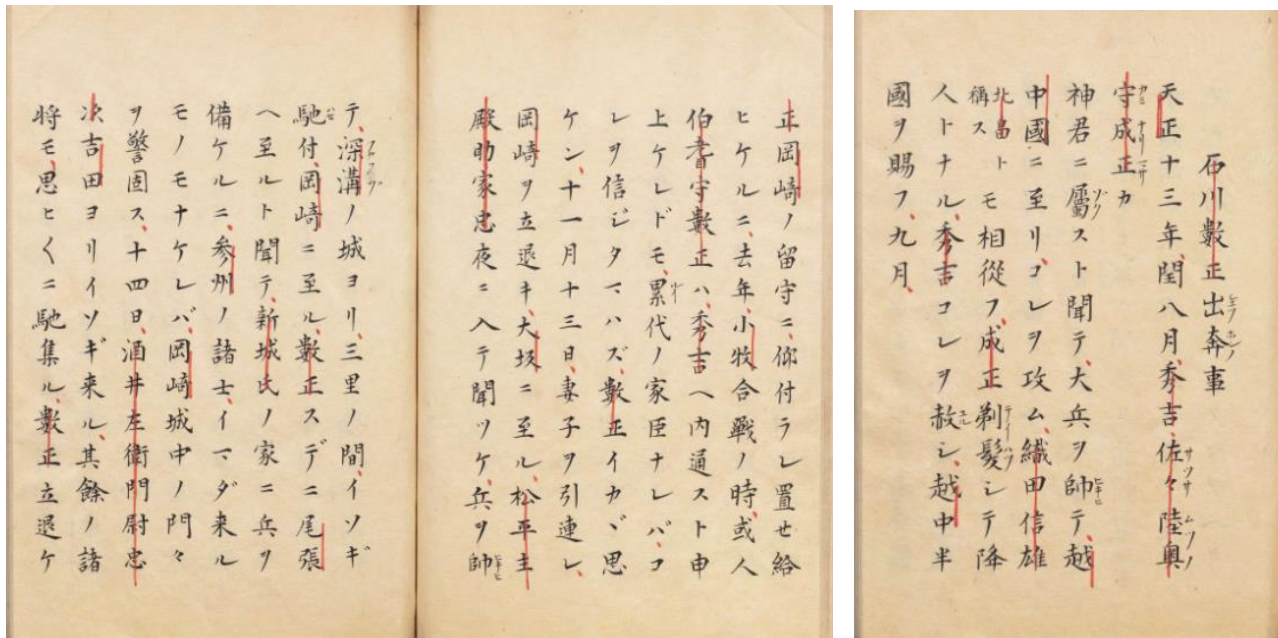 石川數正出奔事
天正十三年、閏八月、秀吉、佐々陸奥
守成正カ
神君ニ屬スト聞テ、大兵ヲ帥テ、越
中國ニ至リ、コレヲ攻ム、織田信雄
北畠ト稱スモ相從フ、成正剃髮シテ降
人トナル、秀吉コレヲ赦シ、越中半
國ヲ賜フ、九月、
正岡崎ノ留守ニ、仰付ラレ置せ給
ヒケルニ、去年、小牧合戰ノ時、或人
伯耆守數正ハ、秀吉ヘ内通スト申
上ケレドモ、累代ノ家臣ナレバ、コ
レヲ信ジタマハズ、數正イカヾ思
ケン、十一月十三日、妻子ヲ引連レ、
岡崎ヲ立退キ、大坂ニ至ル、松平主
殿助家忠夜ニ入テ聞ツケ、兵ヲ帥
テ、深溝ノ城ヨリ、三里ノ間、イソギ
馳付、岡崎ニ至ル、數正スデニ尾張
ヘ至ルト聞テ、新城氏ノ家ニ兵ヲ
備ケルニ、參州ノ諸士、イマダ来ル
モノモナケレバ、岡崎城中ノ門々
ヲ警固ス、十四日、酒井左衛門尉忠
次吉田ヨリイソギ来ル、其餘ノ諸
将モ、思ヒ〱ニ馳集ル、數正立退ケ